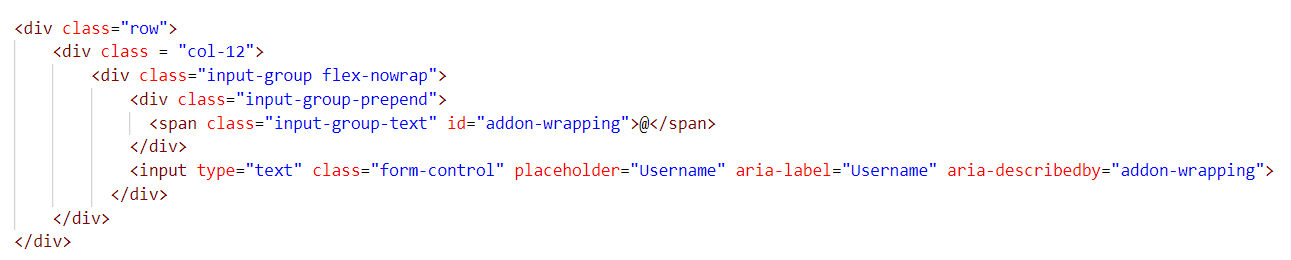 <div class="row">
<div class = "col-12">
<div class="input-group flex-nowrap">
<div class="input-group-prepend">
<span class="input-group-text" id="addon-wrapping">@</span>
</div>
<input type="text" class="form-control" placeholder="Username" aria-label="Username" aria-describedby="addon-wrapping">
</div>
</div>
</div>